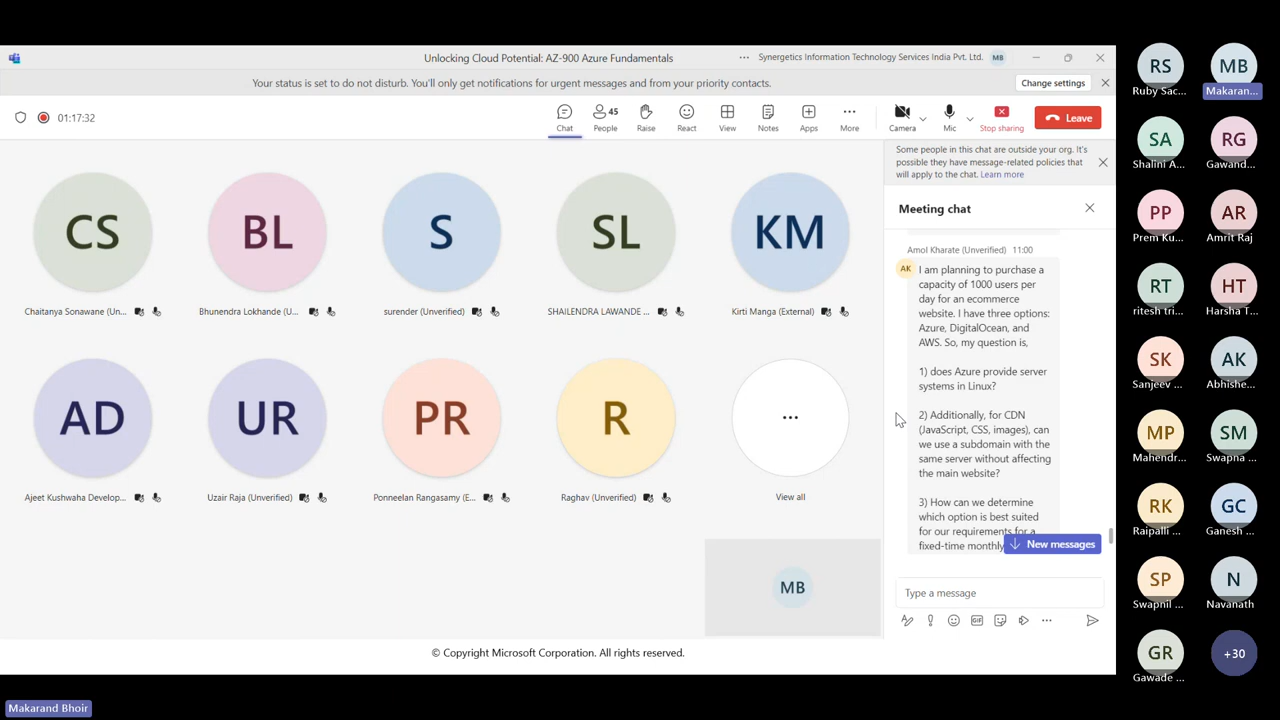 Unlocking Cloud Potential: AZ-900 Azure Fundamentals
... Synergetics Information Technology Services India Pvt. Ltd. MB
Your status is set to do not disturb. You'll only get notifications for urgent messages and from your priority contacts.
Change settings
01:17:32
45
Chat People Raise React View Notes Apps More Camera Mic Stop sharing
Leave
Some people in this chat are outside your org. It's
possible they have message-related policies that
will apply to the chat. Learn more
Meeting chat
Amol Kharate (Unverified) 11:00
AK
I am planning to purchase a
capacity of 1000 users per
day for an ecommerce
website. I have three options:
Azure, DigitalOcean, and
AWS. So, my question is,
1) does Azure provide server
systems in Linux?
2) Additionally, for CDN
(JavaScript, CSS, images), can
we use a subdomain with the
same server without affecting
the main website?
3) How can we determine
which option is best suited
for our requirements for a
fixed-time monthly
New messages
Type a message
GIF
CS BL S SL KM
Chaitanya Sonawane (Un... Bhunendra Lokhande (U... surender (Unverified) SHAILENDRA LAWANDE ... Kirti Manga (External)
AD UR PR R ...
Ajeet Kushwaha Develop... Uzair Raja (Unverified) Ponneelan Rangasamy (E... Raghav (Unverified) View all
MB
© Copyright Microsoft Corporation. All rights reserved.
RS MB
Ruby Sac... Makaran...
SA RG
Shalini A... Gawand...
PP AR
Prem Ku... Amrit Raj
RT HT
ritesh tri... Harsha T...
SK AK
Sanjeev ... Abhishe...
MP SM
Mahendr... Swapna ...
RK GC
Raipalli ... Ganesh ...
SP N
Swapnil ... Navanath
GR +30
Gawade ...
Makarand Bhoir